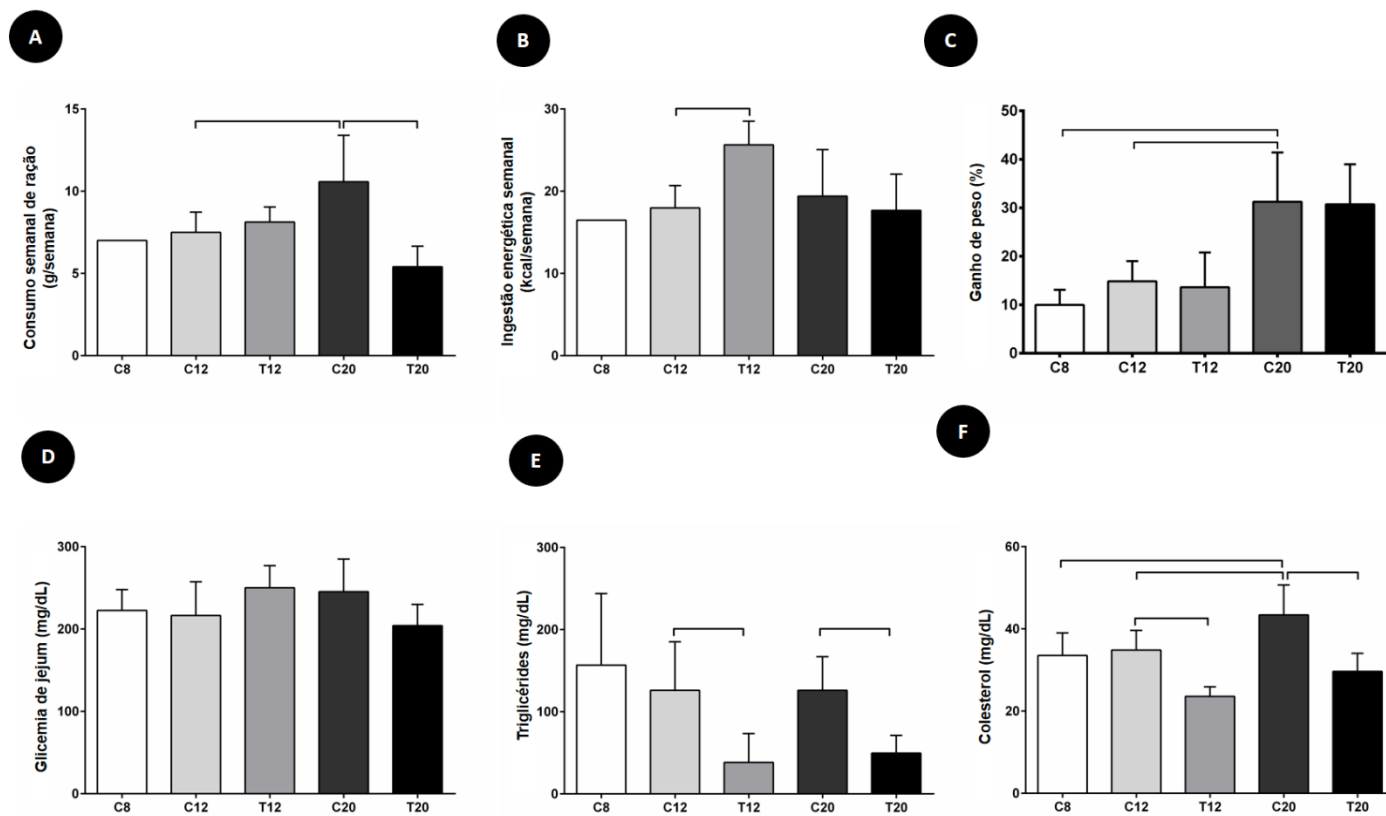 A
Consumo semanal de ração
(g/semana)
15
10
5
0
C8 C12 T12 C20 T20
B
Ingestão energética semanal
(kcal/semana)
30
20
10
0
C8 C12 T12 C20 T20
C
Ganho de peso (%)
50
40
30
20
10
0
C8 C12 T12 C20 T20
D
Glicemia de jejum (mg/dL)
300
200
100
0
C8 C12 T12 C20 T20
E
Triglicérides (mg/dL)
300
200
100
0
C8 C12 T12 C20 T20
F
Colesterol (mg/dL)
60
40
20
0
C8 C12 T12 C20 T20